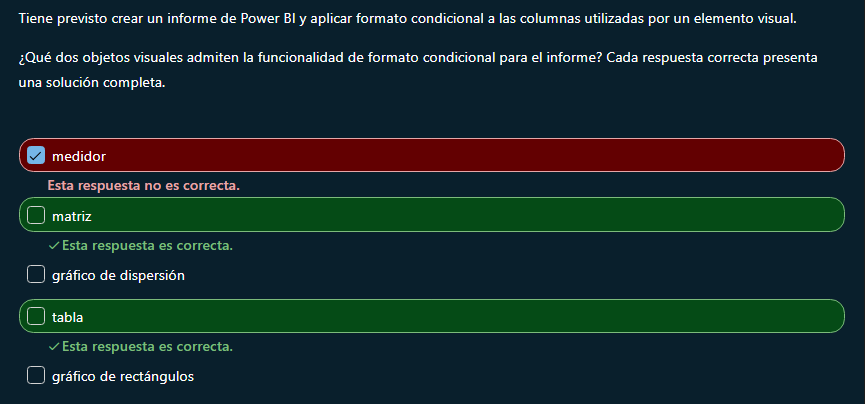 Tiene previsto crear un informe de Power BI y aplicar formato condicional a las columnas utilizadas por un elemento visual.
¿Qué dos objetos visuales admiten la funcionalidad de formato condicional para el informe? Cada respuesta correcta presenta
una solución completa.
medidor
Esta respuesta no es correcta.
matriz
Esta respuesta es correcta.
gráfico de dispersión
tabla
Esta respuesta es correcta.
gráfico de rectángulos